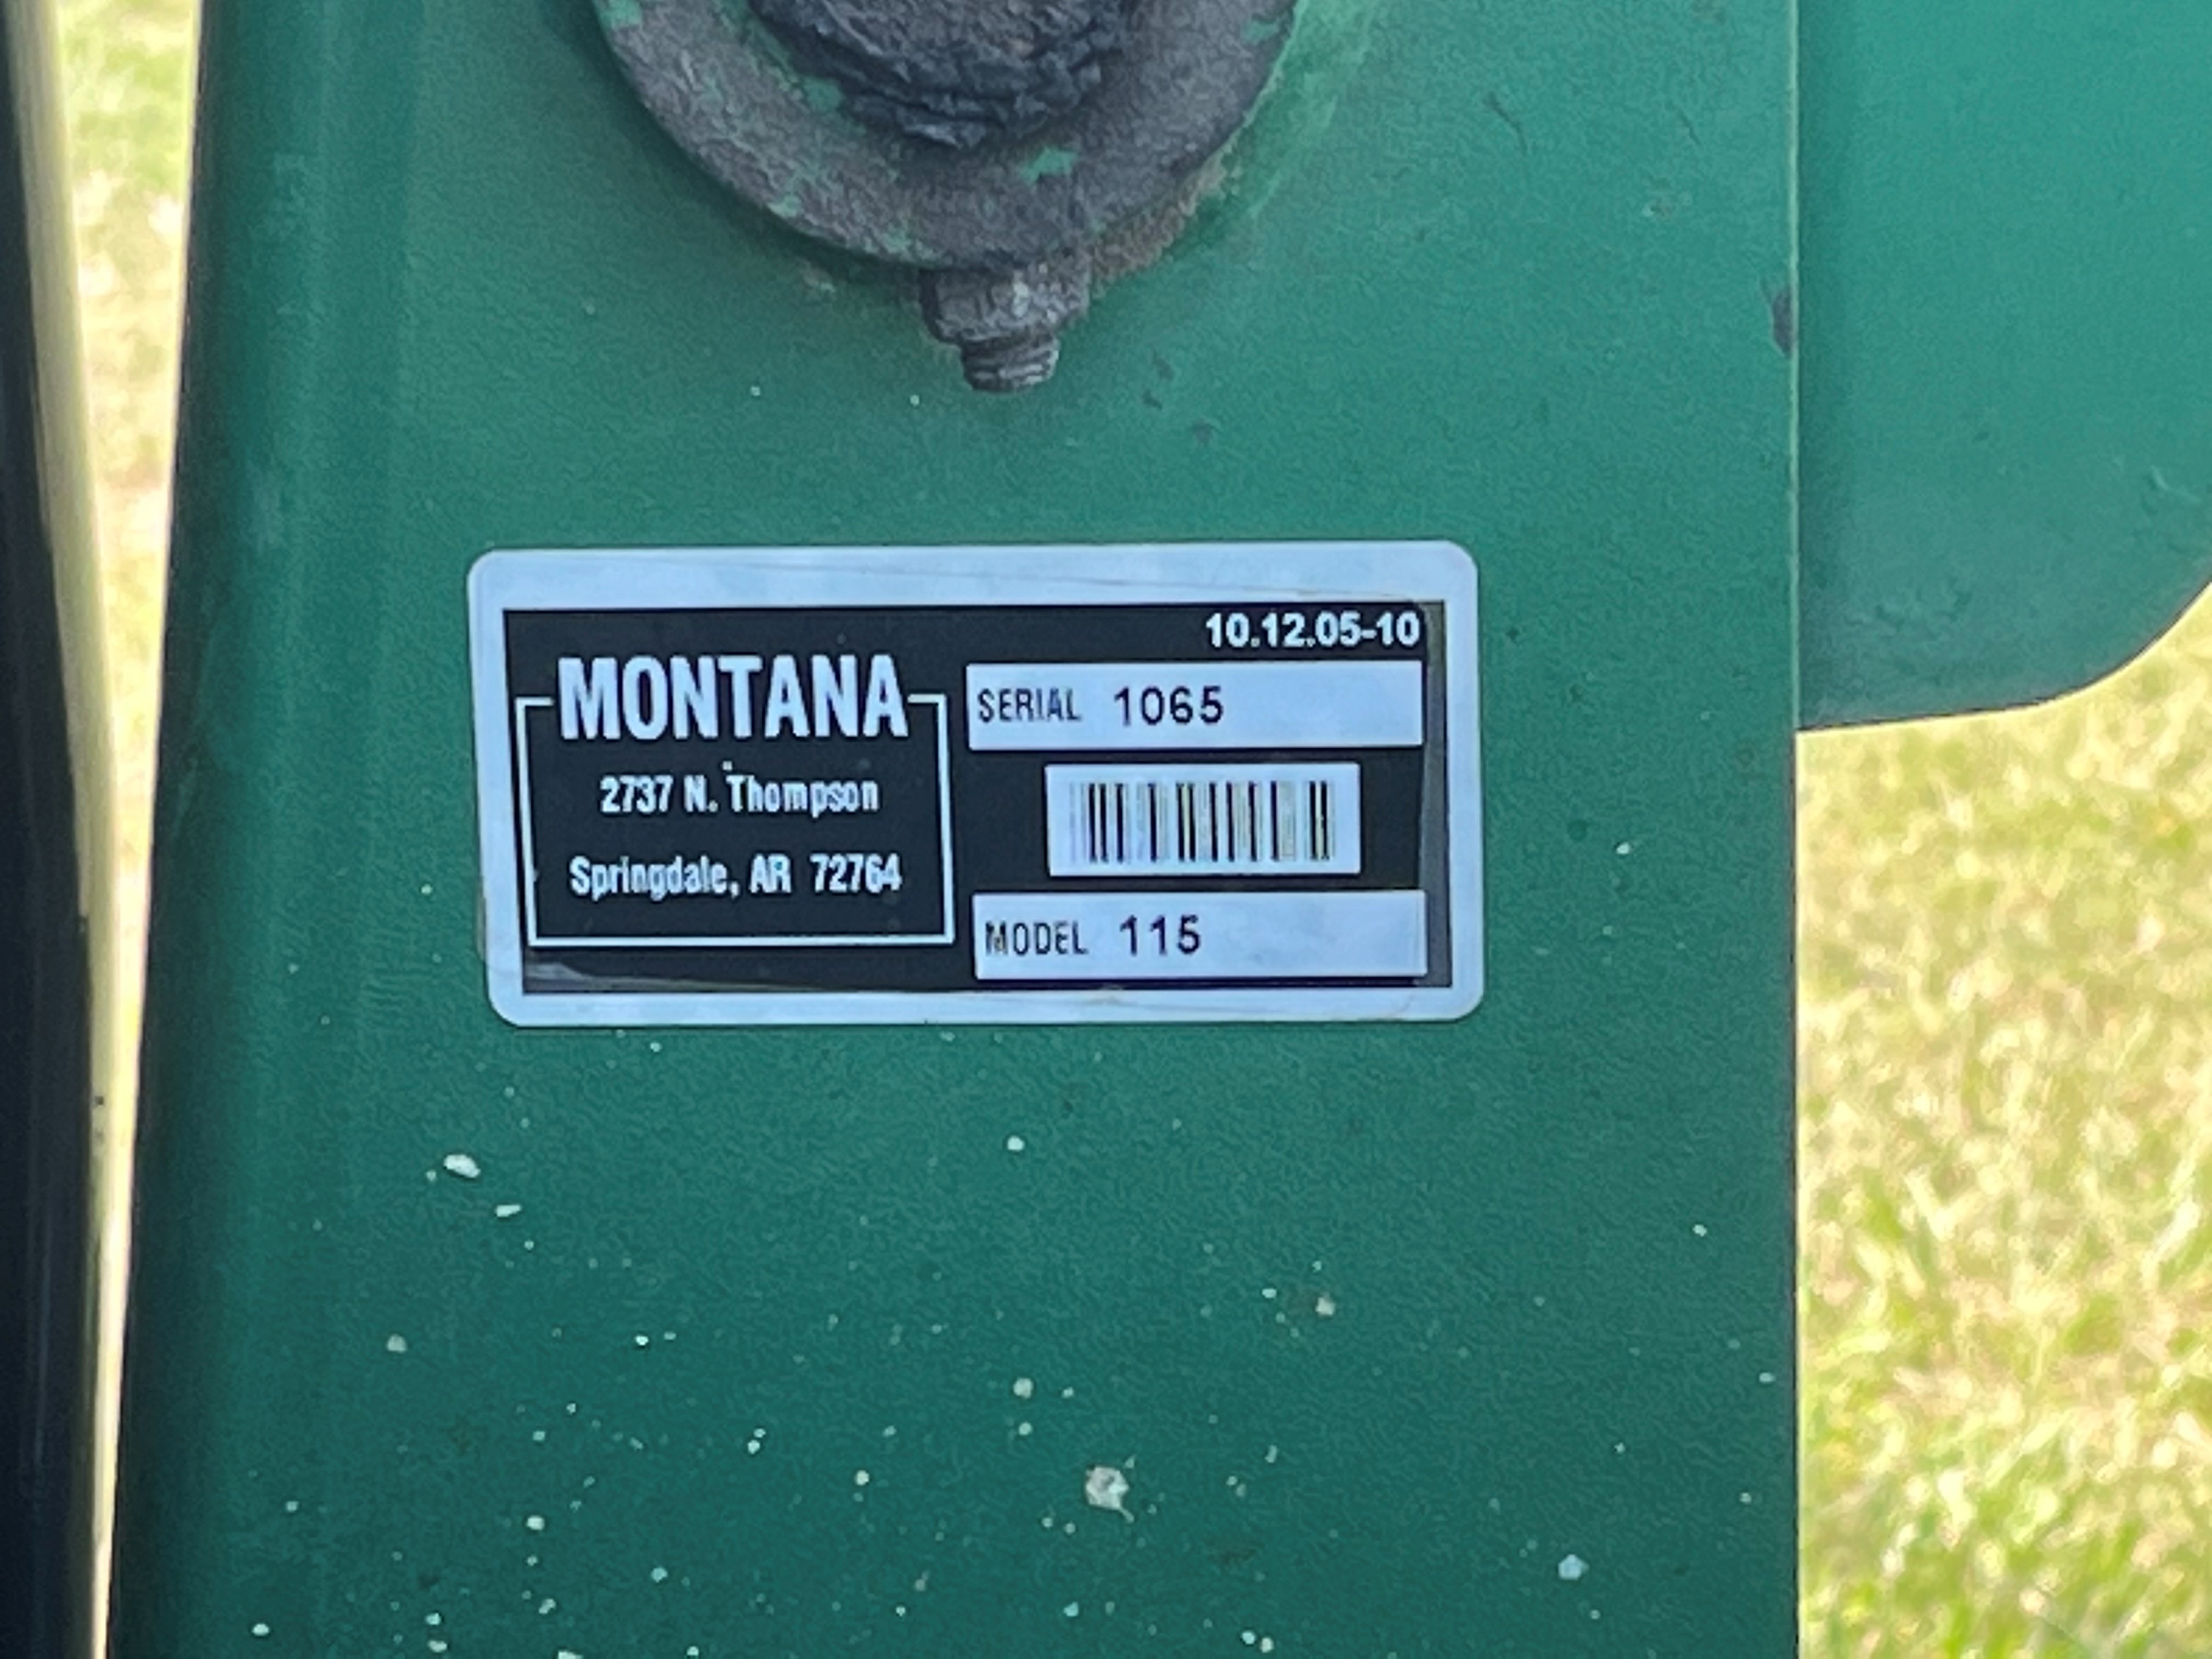 10.12.05-10
MONTANA
2737 N. Thompson
Springdale, AR 72764
SERIAL 1065
MODEL 115